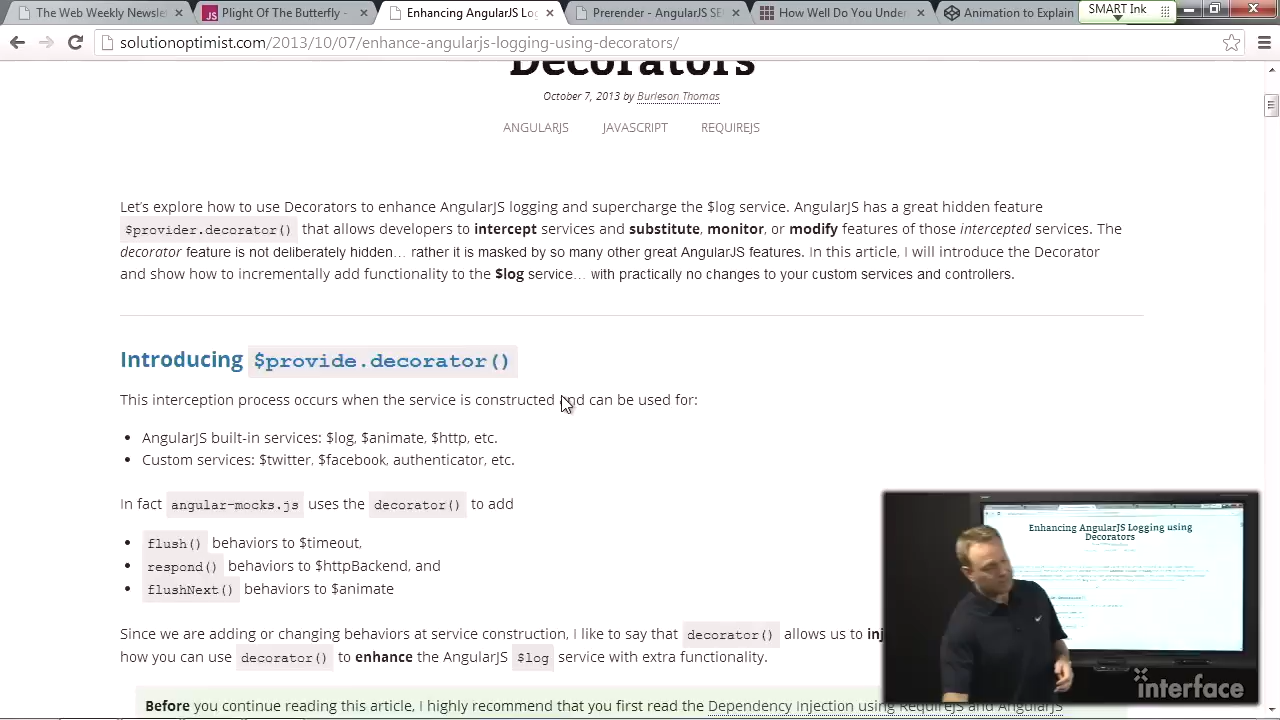 The Web Weekly Newslet
Plight Of The Butterfly -
Enhancing AngularJS Log
Prerender - AngularJS SE
How Well Do You Under
Animation to Explain
SMART Ink
solutionoptimist.com/2013/10/07/enhance-angularjs-logging-using-decorators/
Decorators
October 7, 2013 by Burleson Thomas
ANGULARJS JAVASCRIPT REQUIREJS
Let's explore how to use Decorators to enhance AngularJS logging and supercharge the $log service. AngularJS has a great hidden feature
$provider.decorator() that allows developers to intercept services and substitute, monitor, or modify features of those intercepted services. The
decorator feature is not deliberately hidden… rather it is masked by so many other great AngularJS features. In this article, I will introduce the Decorator
and show how to incrementally add functionality to the $log service… with practically no changes to your custom services and controllers.
Introducing $provide.decorator()
This interception process occurs when the service is constructed and can be used for:
• AngularJS built-in services: $log, $animate, $http, etc.
• Custom services: $twitter, $facebook, authenticator, etc.
In fact angular-mocks.js uses the decorator() to add
• flush() behaviors to $timeout,
• respond() behaviors to $httpBackend, and
• flushNext() behaviors to $animate
Since we are adding or changing behaviors at service construction, I like to say that decorator() allows us to inj
how you can use decorator() to enhance the AngularJS $log service with extra functionality.
Before you continue reading this article, I highly recommend that you first read the Dependency Injection using RequireJS and AngularJS
Enhancing AngularJS Logging using
Decorators
interface